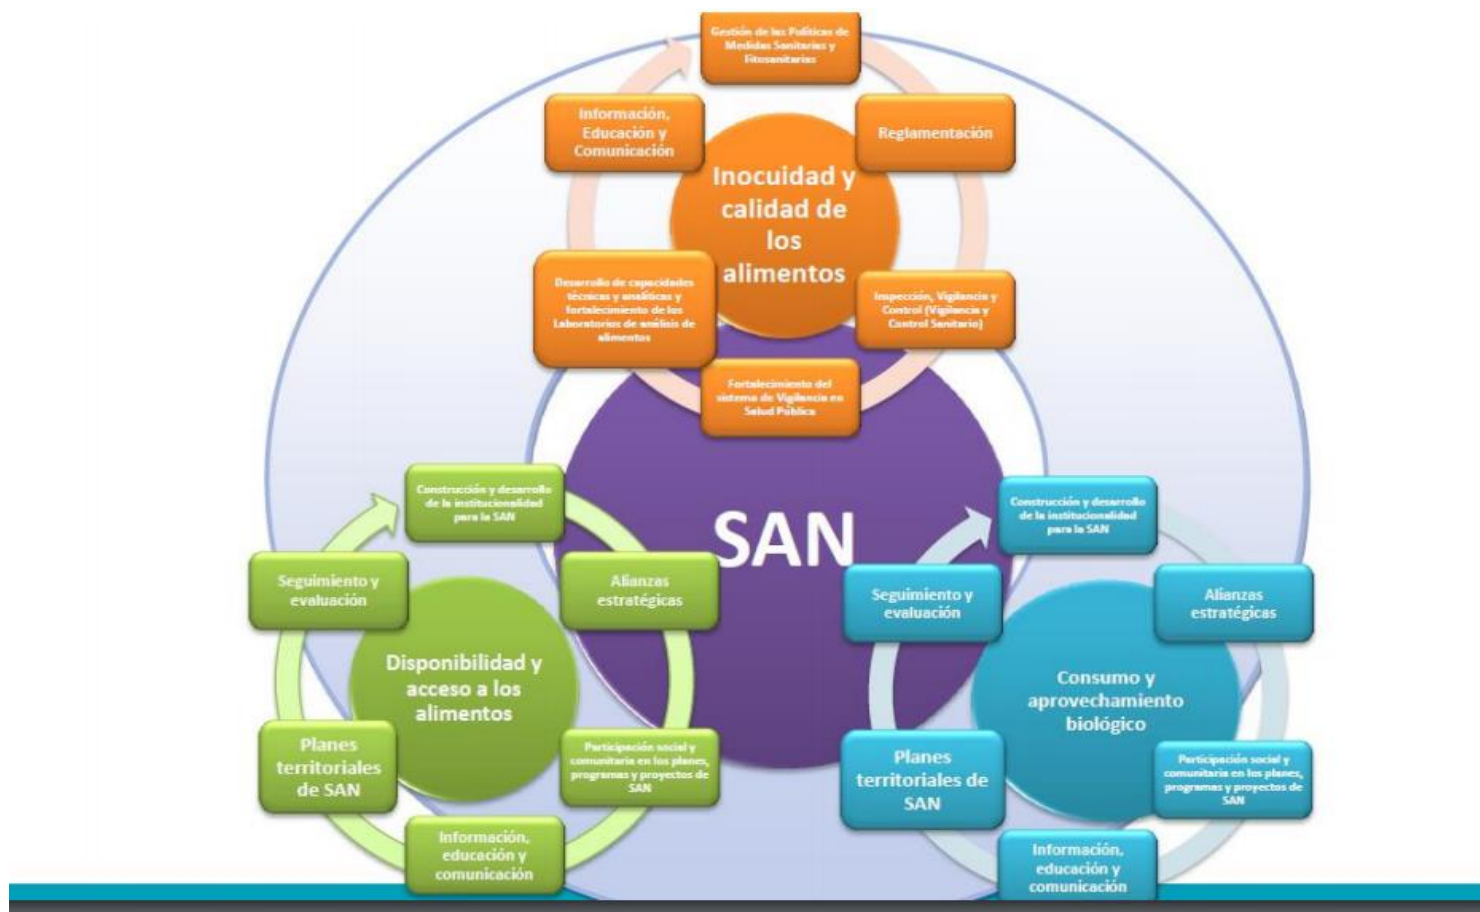 Gestión de las Políticas de
Medidas Sanitarias y
Fitosanitarias
Información,
Educación y
Comunicación
Reglamentación
Inocuidad y
calidad de
los
alimentos
Desarrollo de capacidades
técnicas y analíticas y
fortalecimiento de los
Laboratorios de análisis de
alimentos
Inspección, Vigilancia y
Control (Vigilancia y
Control Sanitario)
Fortalecimiento del
sistema de Vigilancia en
Salud Pública
SAN
Construcción y desarrollo
de la institucionalidad
para la SAN
Seguimiento y
evaluación
Alianzas
estratégicas
Disponibilidad y
acceso a los
alimentos
Planes
territoriales
de SAN
Participación social y
comunitaria en los planes,
programas y proyectos de
SAN
Información,
educación y
comunicación
Construcción y desarrollo
de la institucionalidad
para la SAN
Seguimiento y
evaluación
Alianzas
estratégicas
Consumo y
aprovechamiento
biológico
Planes
territoriales de
SAN
Participación social y
comunitaria en los planes,
programas y proyectos de
SAN
Información,
educación y
comunicación